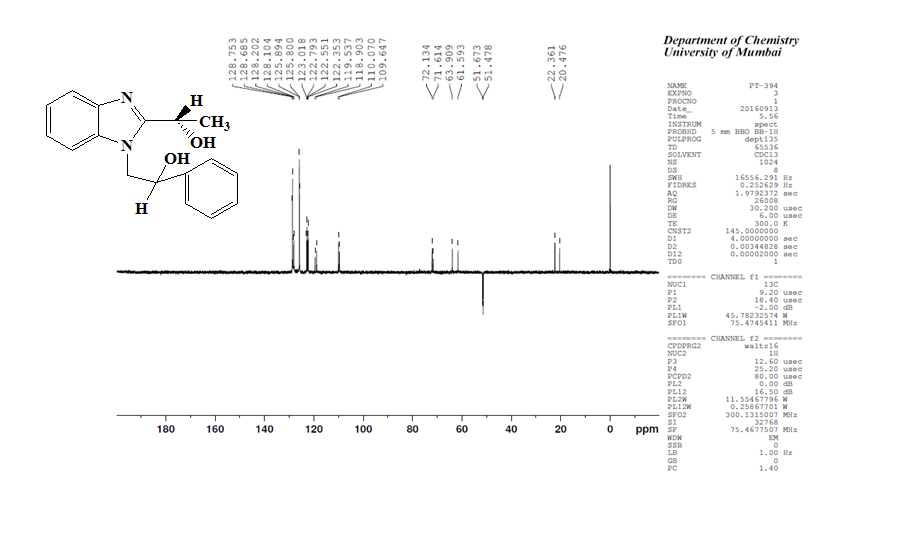 Department of Chemistry
University of Mumbai
128.753
128.685
128.202
128.104
125.894
125.800
123.018
122.793
122.551
122.353
119.537
118.903
110.070
109.647
72.134
71.614
63.909
61.593
51.673
51.478
22.361
20.476
N
H
CH3
OH
N
OH
H
NAME PT-394
EXPNO 3
PROCNO 1
Date_ 20160913
Time 5.56
INSTRUM spect
PROBHD 5 mm BBO BB-1H
PULPROG dept135
TD 65536
SOLVENT CDCl3
NS 1024
DS 8
SWH 16556.291 Hz
FIDRES 0.252629 Hz
AQ 1.9792372 sec
RG 26008
DW 30.200 usec
DE 6.00 usec
TE 300.0 K
CNST2 145.0000000
D1 4.00000000 sec
D2 0.00344828 sec
D12 0.00002000 sec
TD0 1
======== CHANNEL f1 ========
NUC1 13C
P1 9.20 usec
P2 18.40 usec
PL1 -2.00 dB
PL1W 45.78232574 W
SFO1 75.4745411 MHz
======== CHANNEL f2 ========
CPDPRG2 waltz16
NUC2 1H
P3 12.60 usec
P4 25.20 usec
PCPD2 80.00 usec
PL2 0.00 dB
PL12 16.50 dB
PL2W 11.55467796 W
PL12W 0.25867701 W
SFO2 300.1315007 MHz
SI 32768
SF 75.4677507 MHz
WDW EM
SSB 0
LB 1.00 Hz
GB 0
PC 1.40
180 160 140 120 100 80 60 40 20 0 ppm